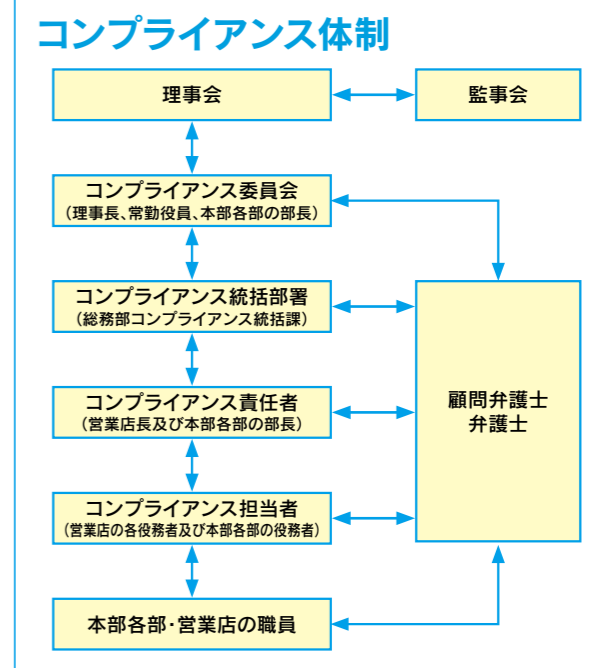 コンプライアンス体制
理事会
監事会
コンプライアンス委員会
(理事長、常勤役員、本部各部の部長)
コンプライアンス統括部署
(総務部コンプライアンス統括課)
コンプライアンス責任者
(営業店長及び本部各部の部長)
顧問弁護士
弁護士
コンプライアンス担当者
(営業店の各役務者及び本部各部の役務者)
本部各部・営業店の職員